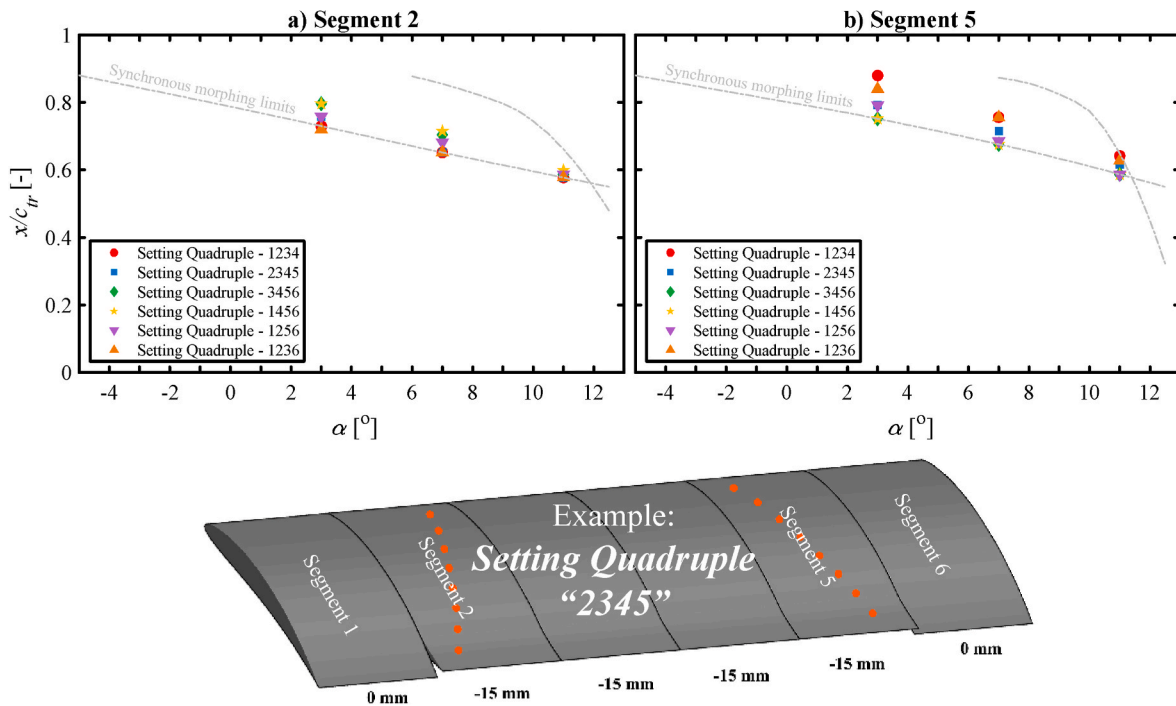 a) Segment 2
b) Segment 5
1
0.8
0.6
0.4
0.2
0
x/c_tr [-]
Synchronous morphing limits
Synchronous morphing limits
Setting Quadruple - 1234
Setting Quadruple - 2345
Setting Quadruple - 3456
Setting Quadruple - 1456
Setting Quadruple - 1256
Setting Quadruple - 1236
Setting Quadruple - 1234
Setting Quadruple - 2345
Setting Quadruple - 3456
Setting Quadruple - 1456
Setting Quadruple - 1256
Setting Quadruple - 1236
-4 -2 0 2 4 6 8 10 12
-4 -2 0 2 4 6 8 10 12
α [°]
α [°]
Segment 1
Segment 2
Example:
Setting Quadruple
“2345”
Segment 5
Segment 6
0 mm
-15 mm
-15 mm
-15 mm
-15 mm
0 mm